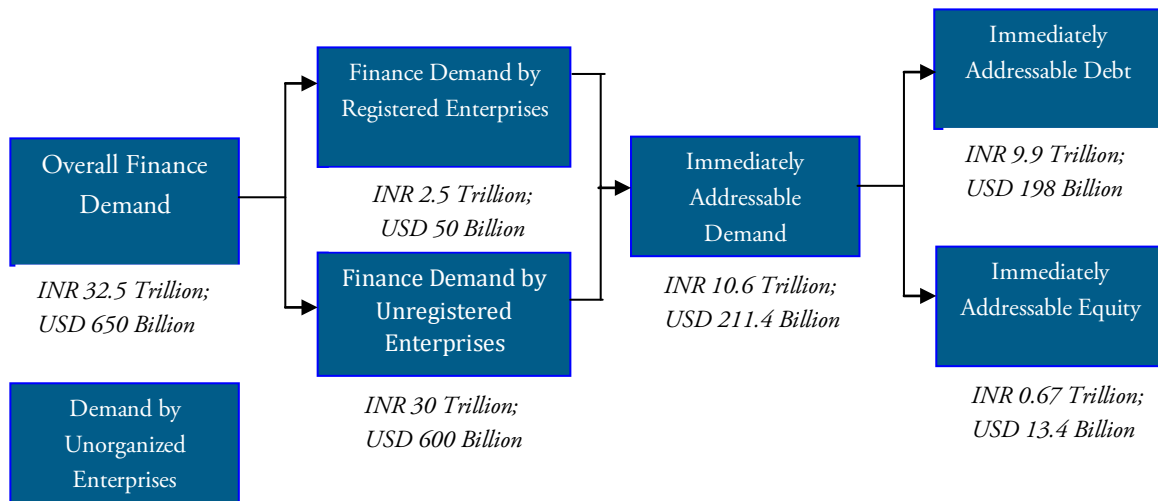 Overall Finance
Demand
INR 32.5 Trillion;
USD 650 Billion
Demand by
Unorganized
Enterprises
Finance Demand by
Registered Enterprises
INR 2.5 Trillion;
USD 50 Billion
Finance Demand by
Unregistered
Enterprises
INR 30 Trillion;
USD 600 Billion
Immediately
Addressable
Demand
INR 10.6 Trillion;
USD 211.4 Billion
Immediately
Addressable Debt
INR 9.9 Trillion;
USD 198 Billion
Immediately
Addressable Equity
INR 0.67 Trillion;
USD 13.4 Billion